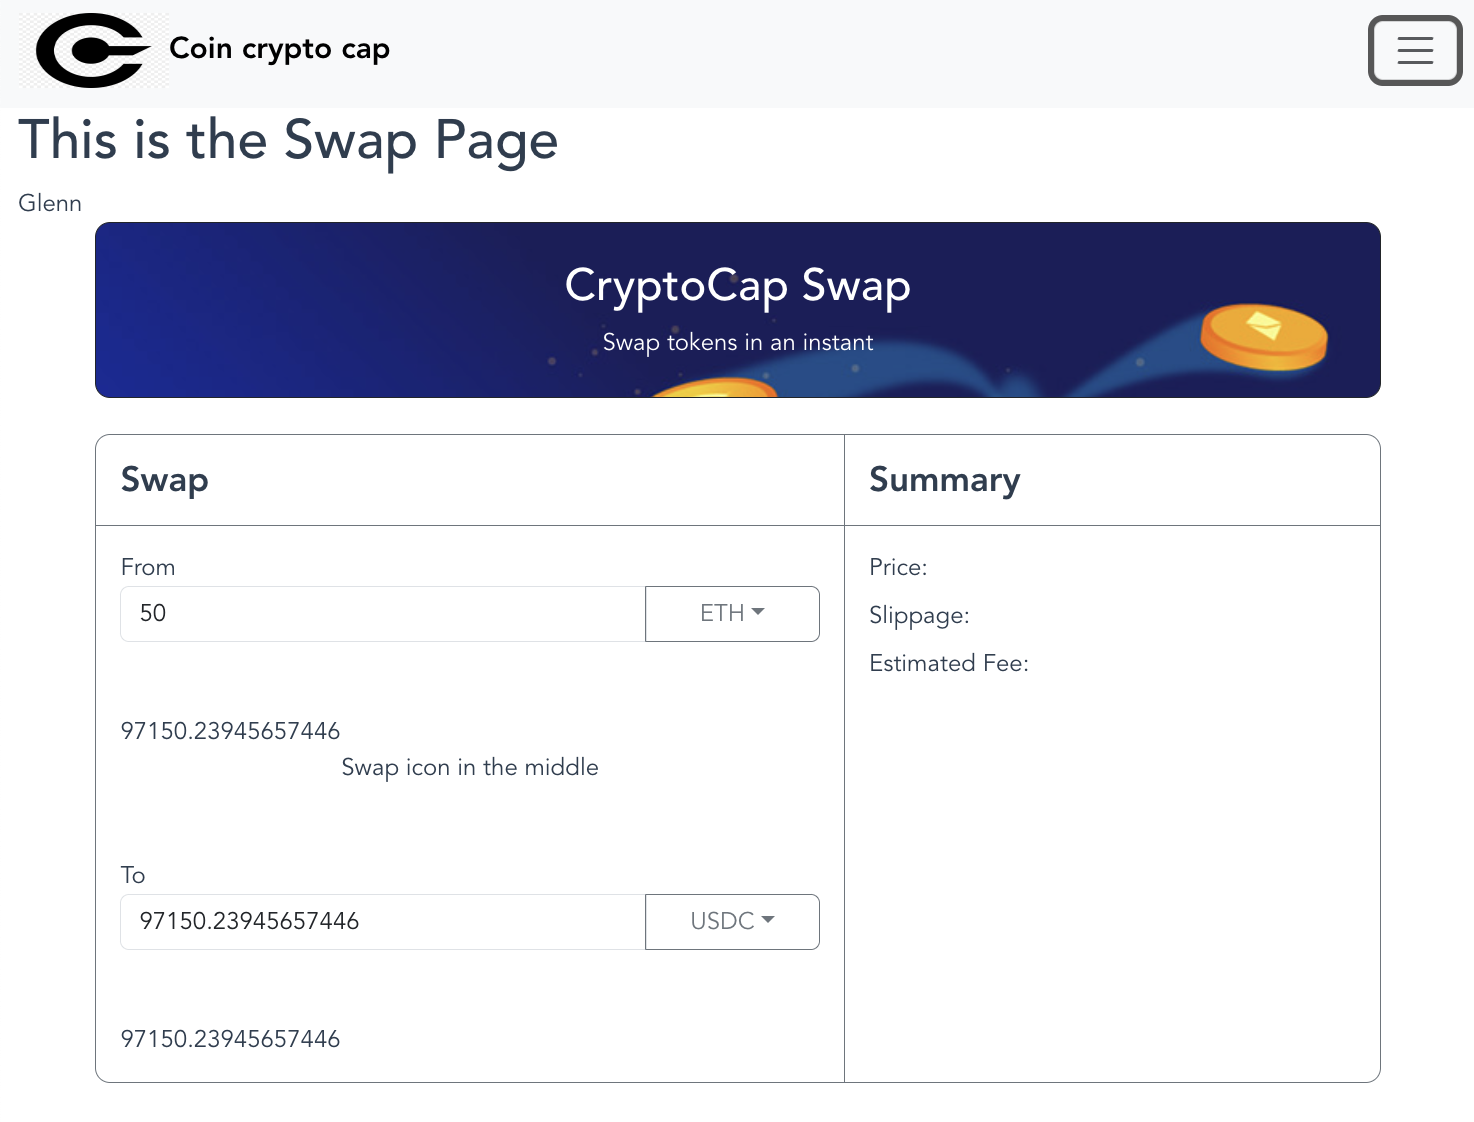 Coin crypto cap
This is the Swap Page
Glenn
CryptoCap Swap
Swap tokens in an instant
Swap
Summary
From
50
ETH
97150.23945657446
Swap icon in the middle
To
97150.23945657446
USDC
97150.23945657446
Price:
Slippage:
Estimated Fee: